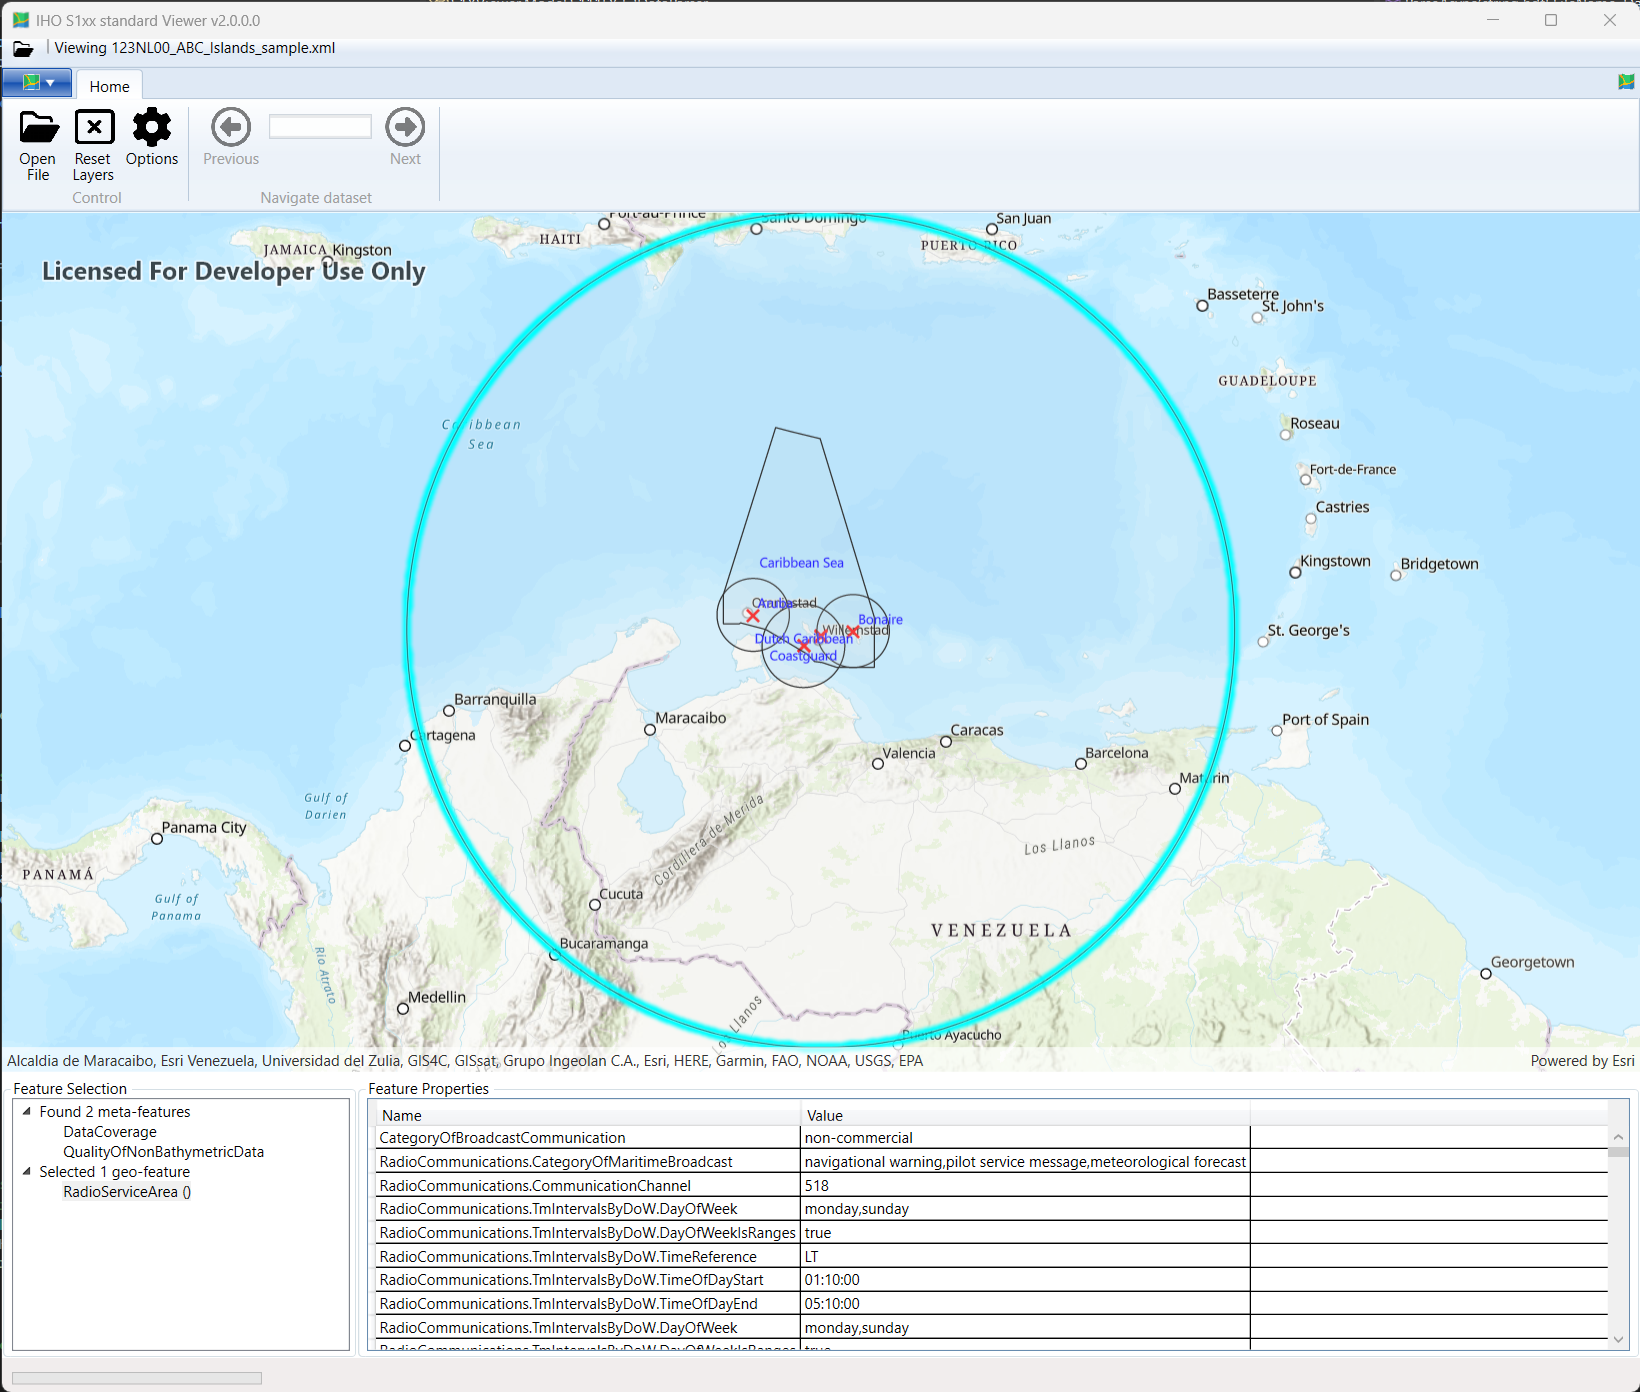 IHO S1xx standard Viewer v2.0.0.0
Viewing 123NL00_ABC_Islands_sample.xml
Home
Open File
Reset Layers
Options
Previous
Next
Control
Navigate dataset
Port-au-Prince
Santo Domingo
San Juan
HAITI
PUERTO RICO
JAMAICA
Kingston
Licensed For Developer Use Only
Basseterre
St. John's
GUADELOUPE
Caribbean
Sea
Roseau
Fort-de-France
Castries
Kingstown
Bridgetown
Caribbean Sea
Aruba
Bonaire
Willemstad
Dutch Caribbean
Coastguard
St. George's
Barranquilla
Cartagena
Maracaibo
Caracas
Valencia
Barcelona
Port of Spain
Maturin
Gulf of
Darien
Panama City
Cordillera de Merida
Los Llanos
PANAMÁ
Gulf of
Panama
Cucuta
VENEZUELA
Bucaramanga
Rio Atrato
Georgetown
Medellin
Los Llanos
Puerto Ayacucho
Alcaldia de Maracaibo, Esri Venezuela, Universidad del Zulia, GIS4C, GISsat, Grupo Ingeolan C.A., Esri, HERE, Garmin, FAO, NOAA, USGS, EPA
Powered by Esri
Feature Selection
Found 2 meta-features
DataCoverage
QualityOfNonBathymetricData
Selected 1 geo-feature
RadioServiceArea ()
Feature Properties
Name Value
CategoryOfBroadcastCommunication non-commercial
RadioCommunications.CategoryOfMaritimeBroadcast navigational warning,pilot service message,meteorological forecast
RadioCommunications.CommunicationChannel 518
RadioCommunications.TmIntervalsByDoW.DayOfWeek monday,sunday
RadioCommunications.TmIntervalsByDoW.DayOfWeekIsRanges true
RadioCommunications.TmIntervalsByDoW.TimeReference LT
RadioCommunications.TmIntervalsByDoW.TimeOfDayStart 01:10:00
RadioCommunications.TmIntervalsByDoW.TimeOfDayEnd 05:10:00
RadioCommunications.TmIntervalsByDoW.DayOfWeek monday,sunday
RadioCommunications.TmIntervalsByDoW.DayOfWeekIsRanges true